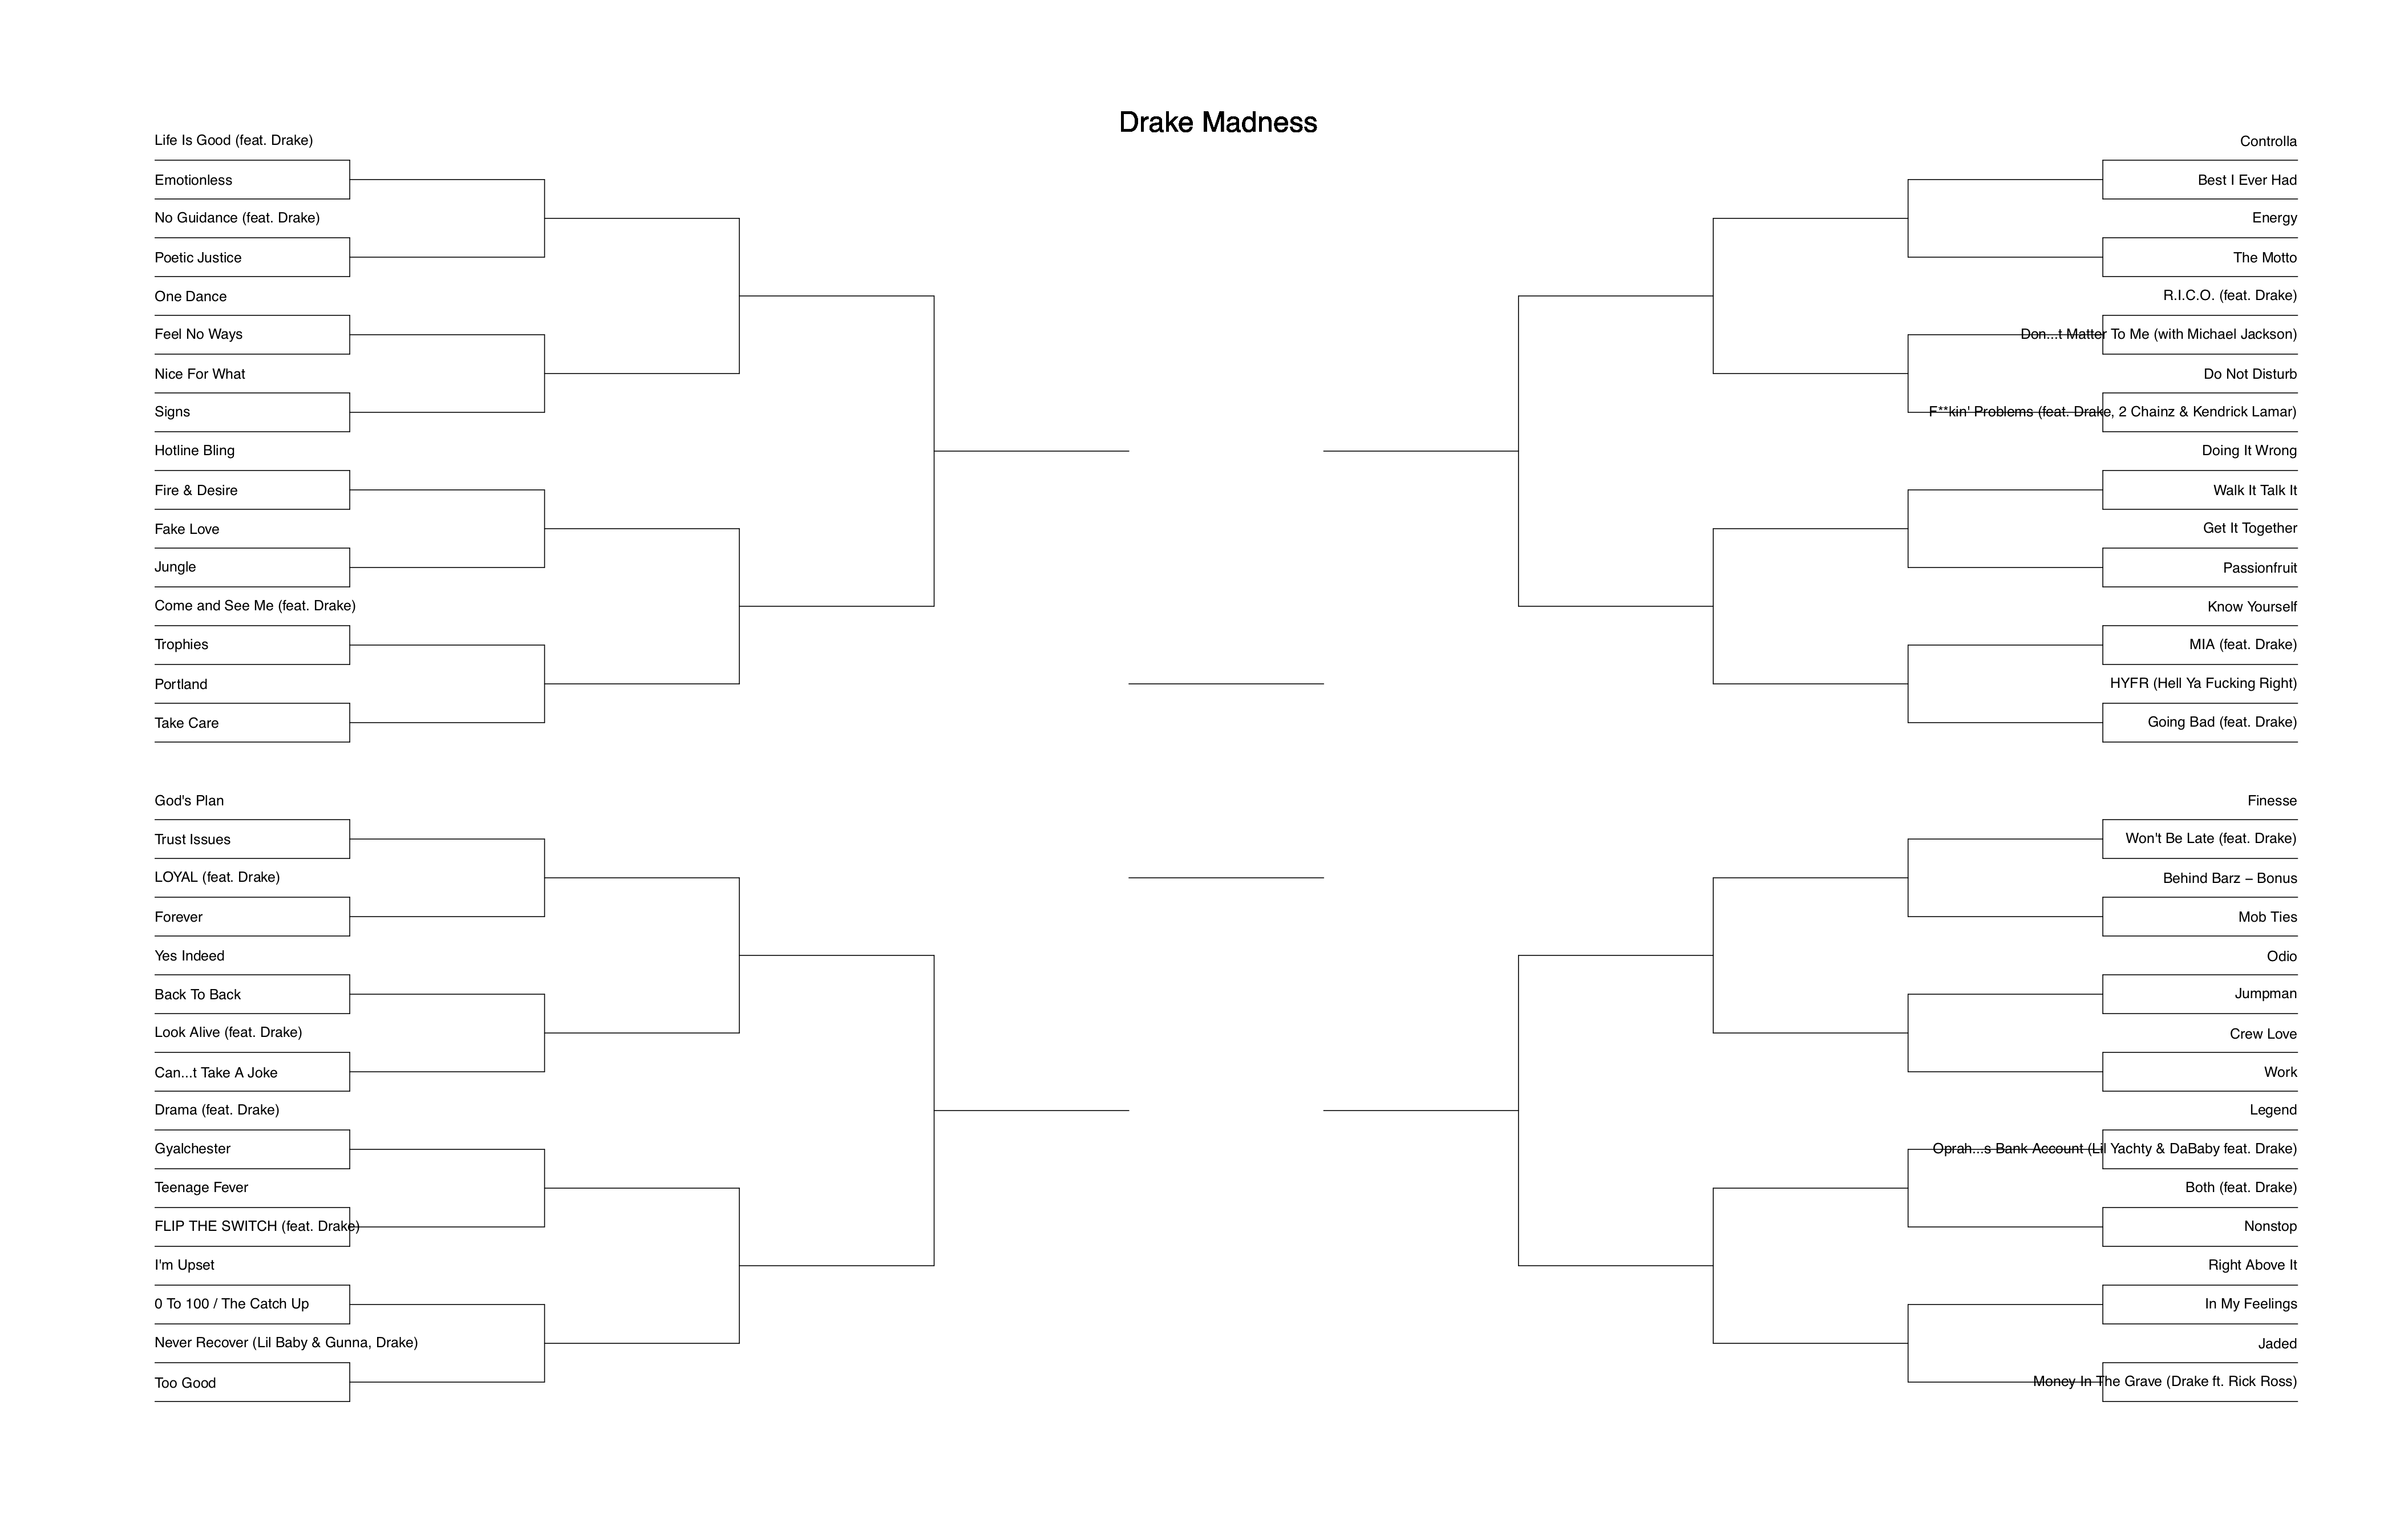 Drake Madness
Life Is Good (feat. Drake)
Emotionless
No Guidance (feat. Drake)
Poetic Justice
One Dance
Feel No Ways
Nice For What
Signs
Hotline Bling
Fire & Desire
Fake Love
Jungle
Come and See Me (feat. Drake)
Trophies
Portland
Take Care
God's Plan
Trust Issues
LOYAL (feat. Drake)
Forever
Yes Indeed
Back To Back
Look Alive (feat. Drake)
Can...t Take A Joke
Drama (feat. Drake)
Gyalchester
Teenage Fever
FLIP THE SWITCH (feat. Drake)
I'm Upset
0 To 100 / The Catch Up
Never Recover (Lil Baby & Gunna, Drake)
Too Good
Controlla
Best I Ever Had
Energy
The Motto
R.I.C.O. (feat. Drake)
Don...t Matter To Me (with Michael Jackson)
Do Not Disturb
F**kin' Problems (feat. Drake, 2 Chainz & Kendrick Lamar)
Doing It Wrong
Walk It Talk It
Get It Together
Passionfruit
Know Yourself
MIA (feat. Drake)
HYFR (Hell Ya Fucking Right)
Going Bad (feat. Drake)
Finesse
Won't Be Late (feat. Drake)
Behind Barz – Bonus
Mob Ties
Odio
Jumpman
Crew Love
Work
Legend
Oprah...s Bank Account (Lil Yachty & DaBaby feat. Drake)
Both (feat. Drake)
Nonstop
Right Above It
In My Feelings
Jaded
Money In The Grave (Drake ft. Rick Ross)